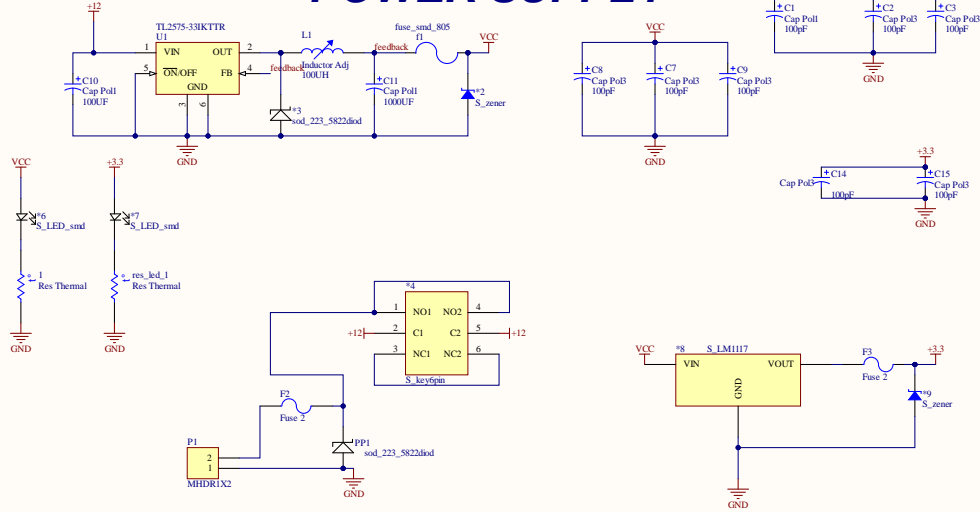 POWER SUPPLY
+12
TL2575-33IKTTR
U1
1
VIN
OUT
2
5
ON/OFF
FB
4
GND
3
6
C10
Cap Pol1
100UF
GND
feedback
*3
sod_223_5822diod
L1
Inductor Adj
100UH
feedback
C11
Cap Pol1
1000UF
fuse_smd_805
f1
VCC
*2
S_zener
VCC
C8
Cap Pol3
100pF
C7
Cap Pol3
100pF
C9
Cap Pol3
100pF
GND
C1
Cap Pol1
100pF
C2
Cap Pol3
100pF
C3
Cap Pol3
100pF
GND
+3.3
C14
Cap Pol3
100pF
C15
Cap Pol3
100pF
GND
VCC
*6
S_LED_smd
1
Res Thermal
GND
+3.3
*7
S_LED_smd
res_led_1
Res Thermal
GND
*4
1
NO1
NO2
4
+12
2
C1
C2
5
+12
3
NC1
NC2
6
S_key6pin
F2
Fuse 2
P1
2
1
MHDR1X2
PP1
sod_223_5822diod
GND
VCC
*8
S_LM1117
VIN
VOUT
GND
F3
Fuse 2
+3.3
*9
S_zener
GND